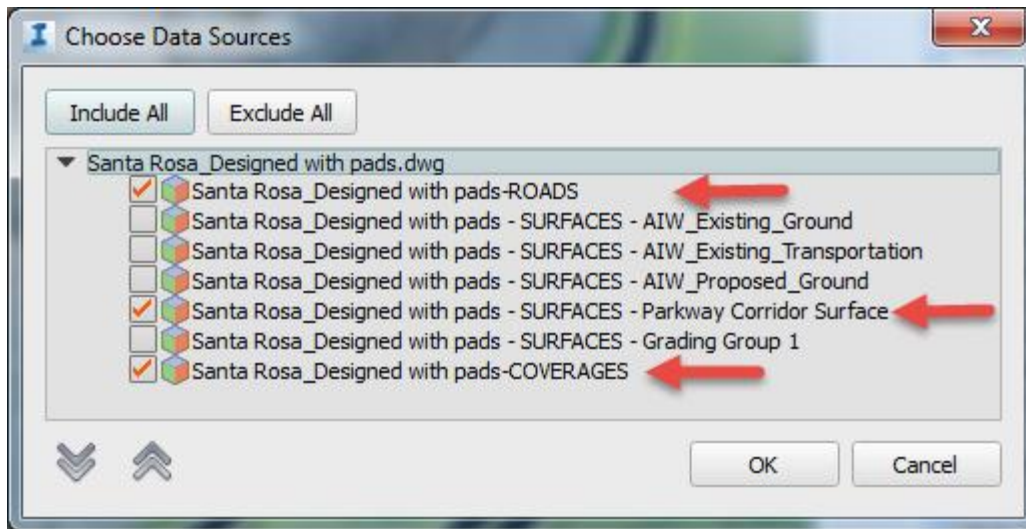 Choose Data Sources
Include All Exclude All
Santa Rosa_Designed with pads.dwg
Santa Rosa_Designed with pads-ROADS
Santa Rosa_Designed with pads - SURFACES - AIW_Existing_Ground
Santa Rosa_Designed with pads - SURFACES - AIW_Existing_Transportation
Santa Rosa_Designed with pads - SURFACES - AIW_Proposed_Ground
Santa Rosa_Designed with pads - SURFACES - Parkway Corridor Surface
Santa Rosa_Designed with pads - SURFACES - Grading Group 1
Santa Rosa_Designed with pads-COVERAGES
OK Cancel